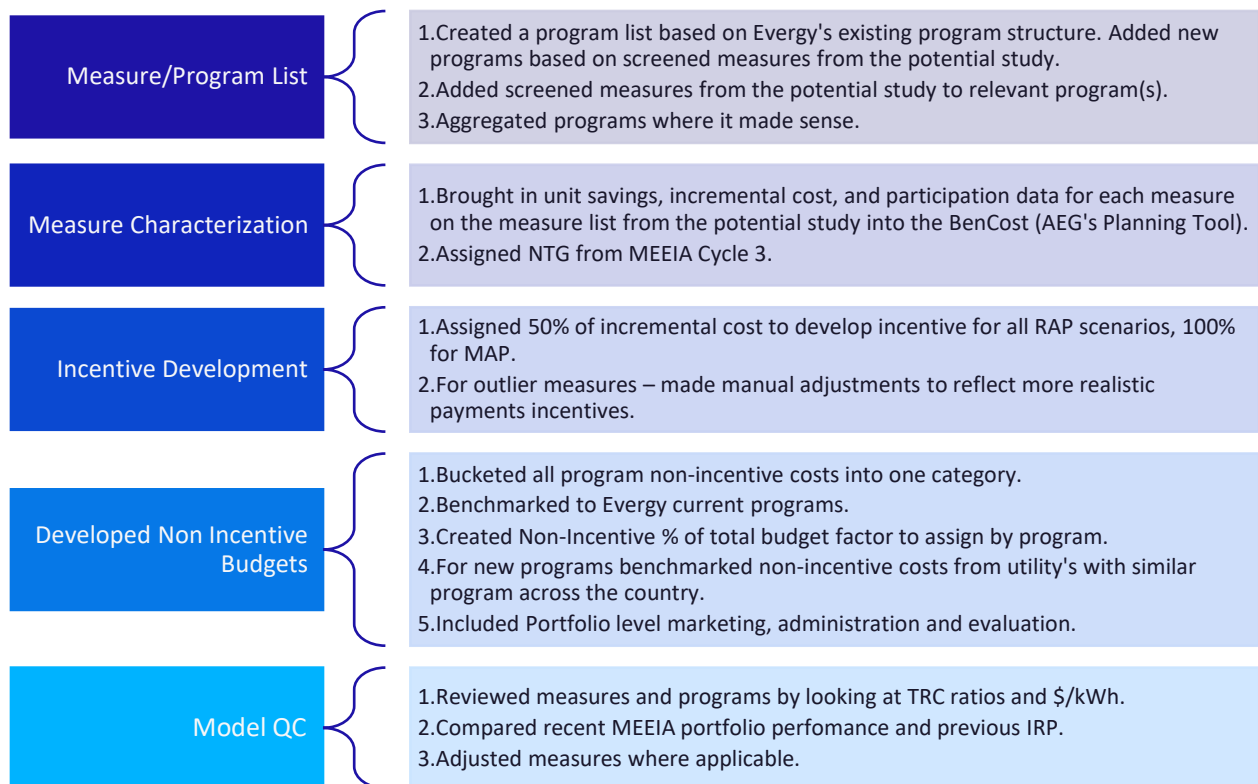 Measure/Program List
1.Created a program list based on Evergy's existing program structure. Added new
programs based on screened measures from the potential study.
2.Added screened measures from the potential study to relevant program(s).
3.Aggregated programs where it made sense.
Measure Characterization
1.Brought in unit savings, incremental cost, and participation data for each measure
on the measure list from the potential study into the BenCost (AEG's Planning Tool).
2.Assigned NTG from MEEIA Cycle 3.
Incentive Development
1.Assigned 50% of incremental cost to develop incentive for all RAP scenarios, 100%
for MAP.
2.For outlier measures – made manual adjustments to reflect more realistic
payments incentives.
Developed Non Incentive
Budgets
1.Bucketed all program non-incentive costs into one category.
2.Benchmarked to Evergy current programs.
3.Created Non-Incentive % of total budget factor to assign by program.
4.For new programs benchmarked non-incentive costs from utility's with similar
program across the country.
5.Included Portfolio level marketing, administration and evaluation.
Model QC
1.Reviewed measures and programs by looking at TRC ratios and $/kWh.
2.Compared recent MEEIA portfolio perfomance and previous IRP.
3.Adjusted measures where applicable.